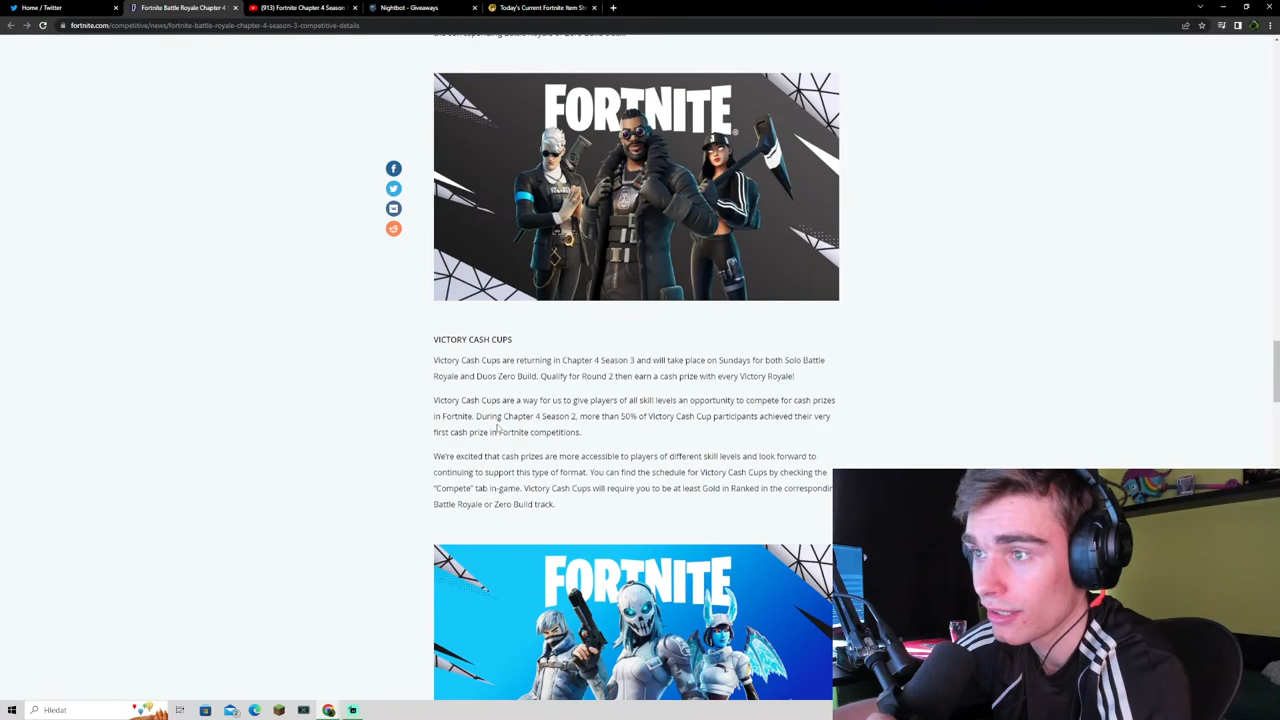 Home / Twitter
Fortnite Battle Royale Chapter 4
(913) Fortnite Chapter 4 Season
Nightbot - Giveaways
Today's Current Fortnite Item Sh
fortnite.com/competitive/news/fortnite-battle-royale-chapter-4-season-3-competitive-details
the corresponding Battle Royale or Zero Build track.
FORTNITE
VICTORY CASH CUPS
Victory Cash Cups are returning in Chapter 4 Season 3 and will take place on Sundays for both Solo Battle
Royale and Duos Zero Build. Qualify for Round 2 then earn a cash prize with every Victory Royale!
Victory Cash Cups are a way for us to give players of all skill levels an opportunity to compete for cash prizes
in Fortnite. During Chapter 4 Season 2, more than 50% of Victory Cash Cup participants achieved their very
first cash prize in Fortnite competitions.
We're excited that cash prizes are more accessible to players of different skill levels and look forward to
continuing to support this type of format. You can find the schedule for Victory Cash Cups by checking the
"Compete" tab in-game. Victory Cash Cups will require you to be at least Gold in Ranked in the correspondin
Battle Royale or Zero Build track.
FORTNITE
Hledat